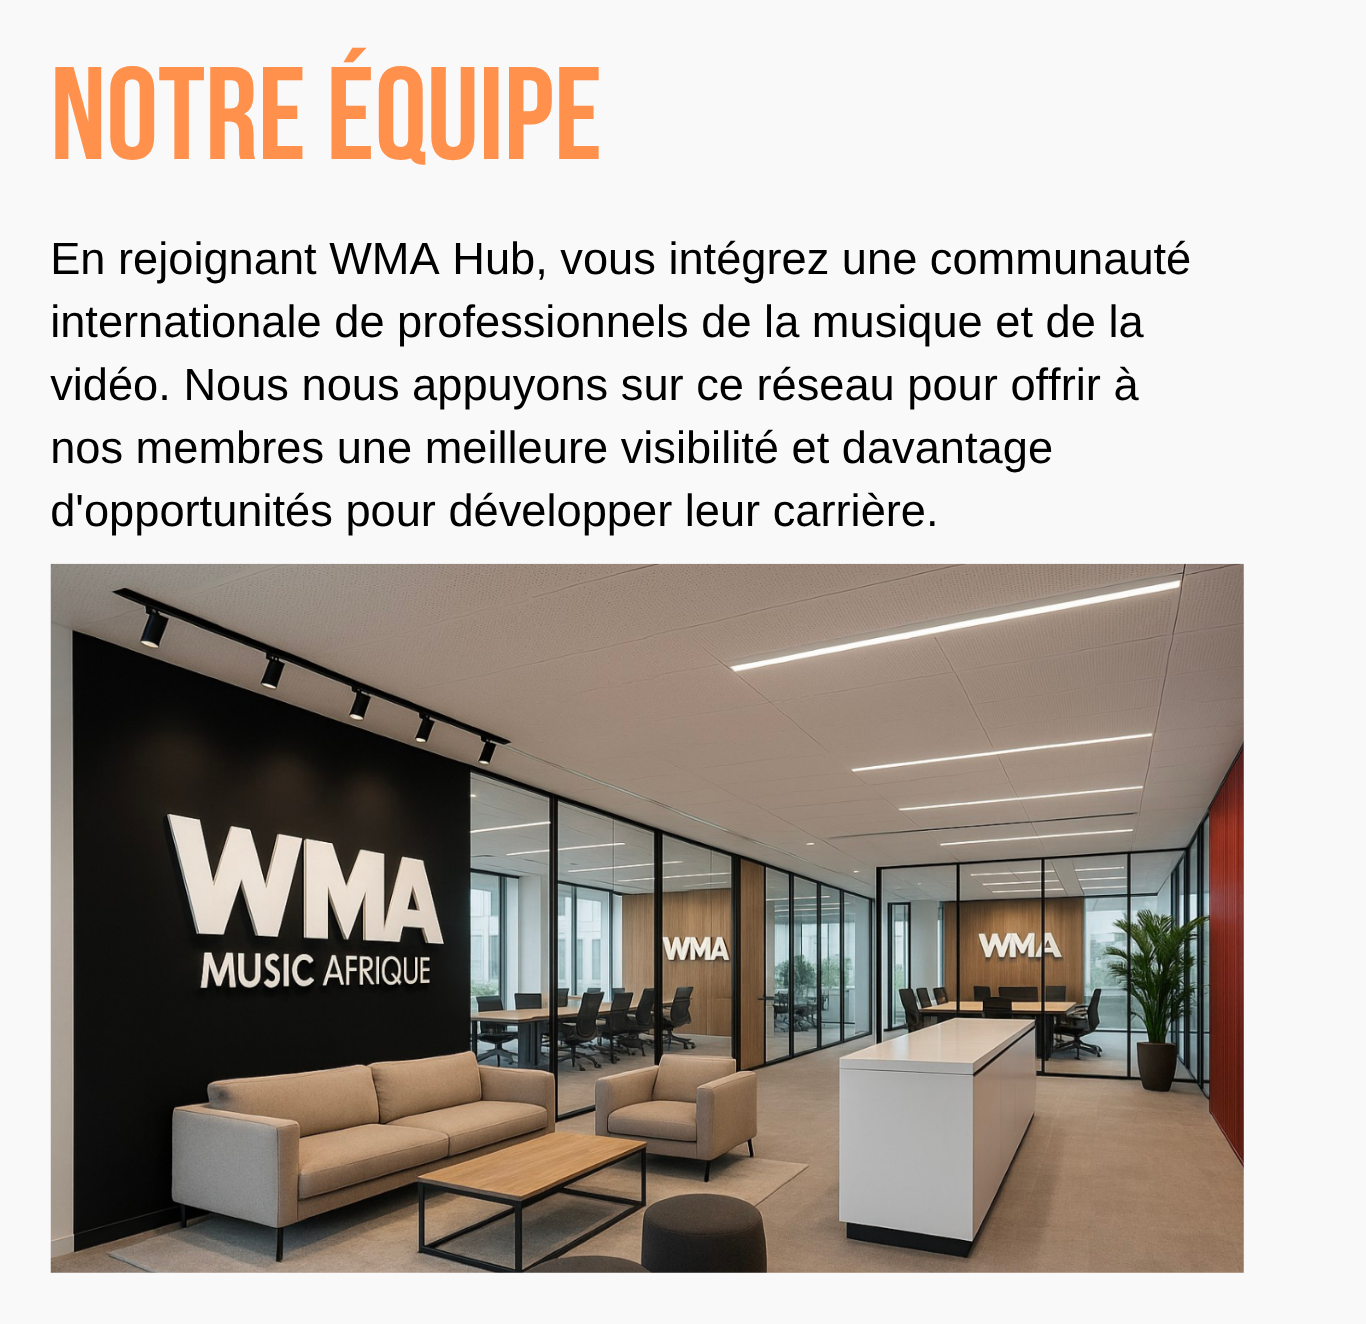 NOTRE ÉQUIPE
En rejoignant WMA Hub, vous intégrez une communauté
internationale de professionnels de la musique et de la
vidéo. Nous nous appuyons sur ce réseau pour offrir à
nos membres une meilleure visibilité et davantage
d'opportunités pour développer leur carrière.
WMA
MUSIC AFRIQUE
WMA
WMA